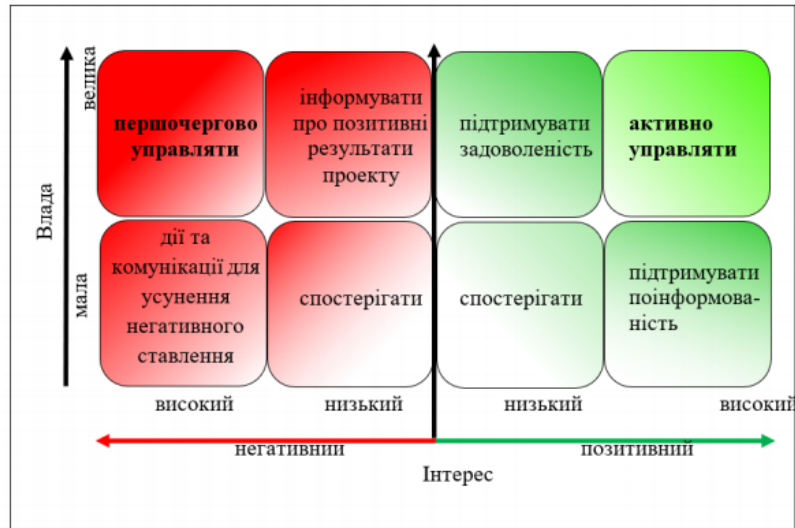 велика
Влада
мала
першочергово
управляти
інформувати
про позитивні
результати
проекту
підтримувати
задоволеність
активно
управляти
дії та
комунікації для
усунення
негативного
ставлення
спостерігати
спостерігати
підтримувати
поінформова-
ність
високий
низький
низький
високий
негативний
позитивний
Інтерес